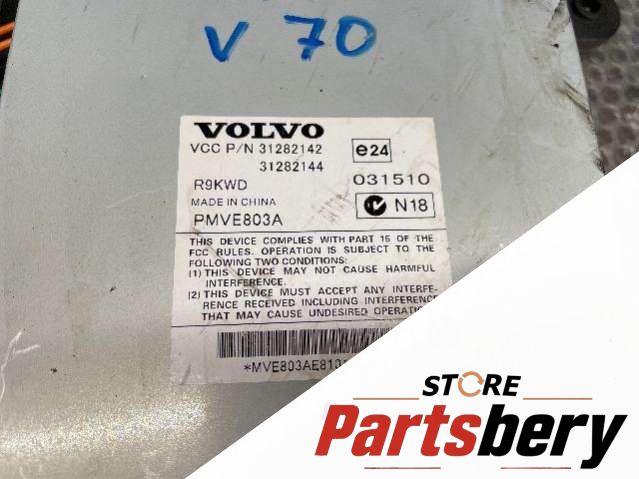 V 70
VOLVO
VCC P/N 31282142
31282144
e24
R9KWD
031510
MADE IN CHINA
N18
PMVE803A
THIS DEVICE COMPLIES WITH PART 15 OF THE
FCC RULES. OPERATION IS SUBJECT TO THE
FOLLOWING TWO CONDITIONS:
(1) THIS DEVICE MAY NOT CAUSE HARMFUL
INTERFERENCE.
(2) THIS DEVICE MUST ACCEPT ANY INTERFE-
RENCE RECEIVED INCLUDING INTERFERENCE
THAT MAY CAUSE UNDESIRED OPERATION
*MVE803AE810
STORE
Partsbery